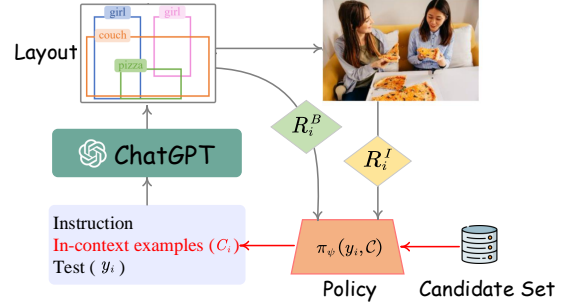 girl
girl
couch
pizza
Layout
ChatGPT
R_i^B
R_i^I
Instruction
In-context examples (C_i)
Test ( y_i )
π_ψ(y_i, 𝒞)
Policy
Candidate Set